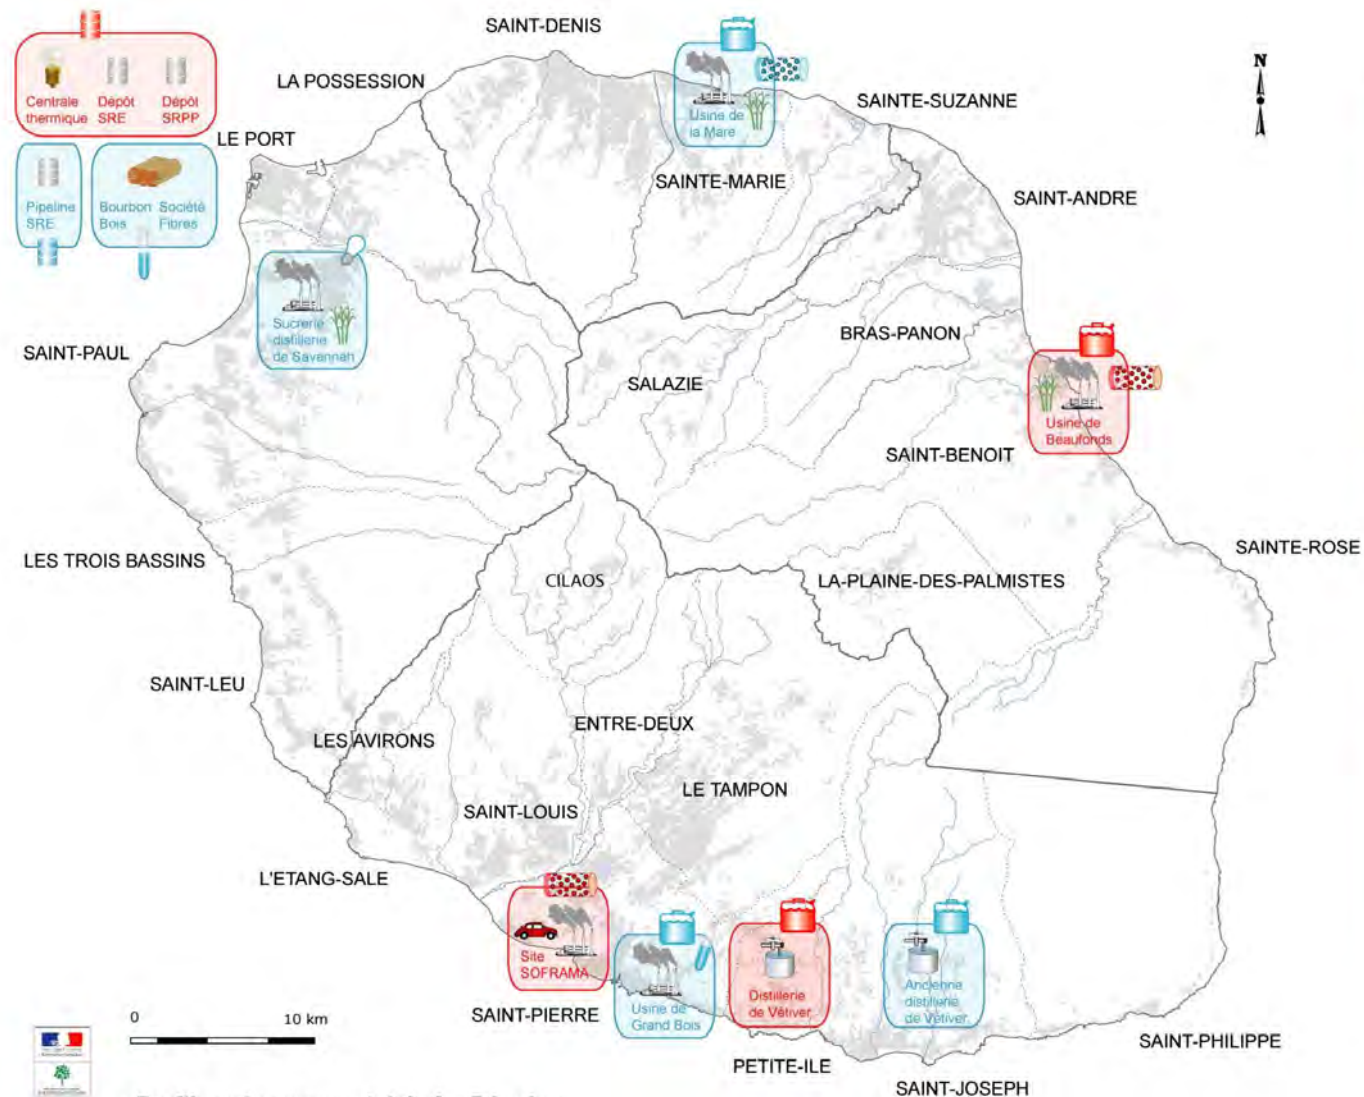 SAINT-DENIS
N
LA POSSESSION
Centrale
thermique
Dépôt
SRE
Dépôt
SRPP
Usine de
la Mare
SAINTE-SUZANNE
LE PORT
SAINTE-MARIE
SAINT-ANDRE
Pipeline
SRE
Bourbon
Bois
Société
Fibres
Sucrerie
distillerie
de Savannah
SAINT-PAUL
BRAS-PANON
SALAZIE
Usine de
Beaufonds
SAINT-BENOIT
LES TROIS BASSINS
SAINTE-ROSE
CILAOS
LA-PLAINE-DES-PALMISTES
SAINT-LEU
ENTRE-DEUX
LES AVIRONS
LE TAMPON
SAINT-LOUIS
L'ETANG-SALE
Site
SOFRAMA
Usine de
Grand Bois
Distillerie
de Vétiver
Ancienne
distillerie
de Vétiver
SAINT-PIERRE
0 10 km
PETITE-ILE
SAINT-PHILIPPE
SAINT-JOSEPH